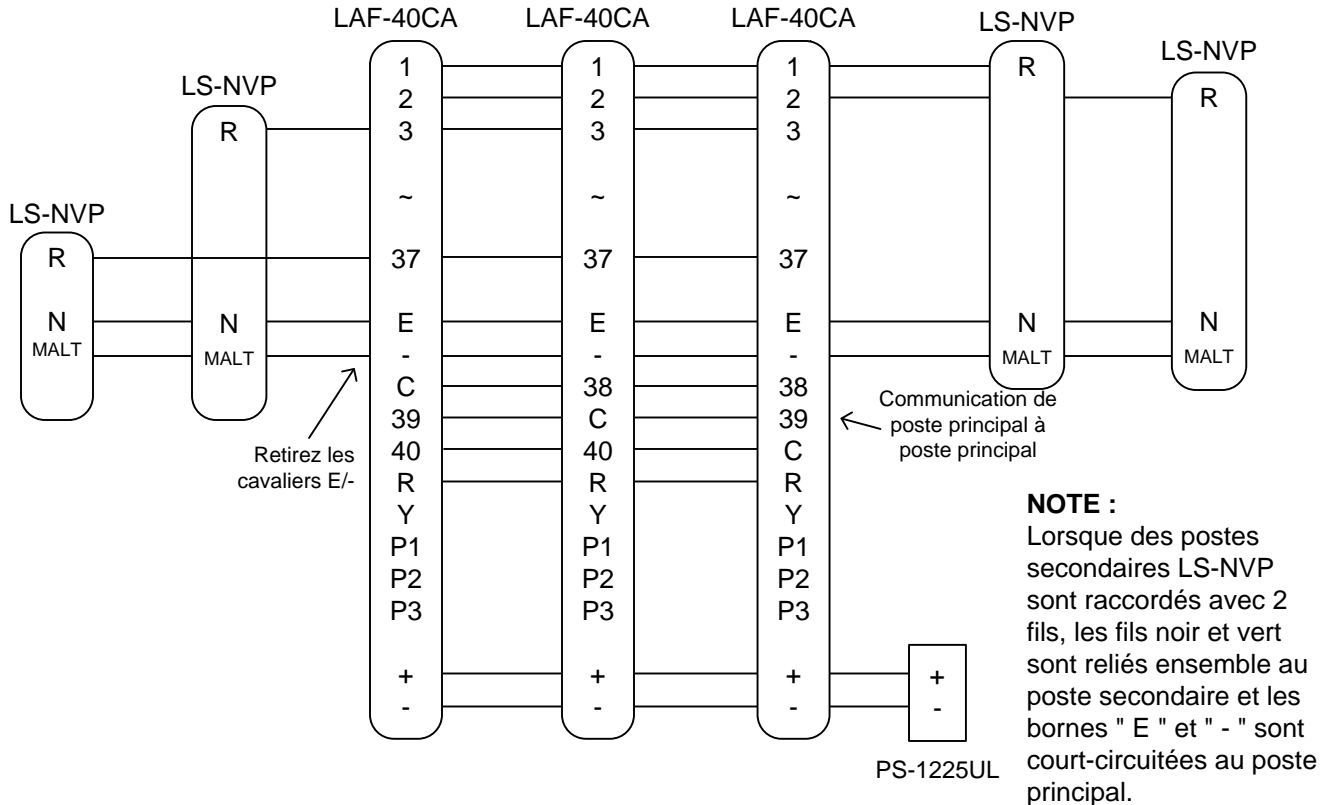 LAF-40CA LAF-40CA LAF-40CA
LS-NVP
LS-NVP
LS-NVP
LS-NVP
1 1 1 R
2 2 2 R
R 3 3 3
~ ~ ~
R 37 37 37
N N E E E N N
MALT MALT - - - MALT MALT
C 38 38
39 C 39
40 40 C
R R R
Y Y Y
P1 P1 P1
P2 P2 P2
P3 P3 P3
+ + + +
- - - -
Retirez les
cavaliers E/-
Communication de
poste principal à
poste principal
PS-1225UL
NOTE :
Lorsque des postes
secondaires LS-NVP
sont raccordés avec 2
fils, les fils noir et vert
sont reliés ensemble au
poste secondaire et les
bornes " E " et " - " sont
court-circuitées au poste
principal.